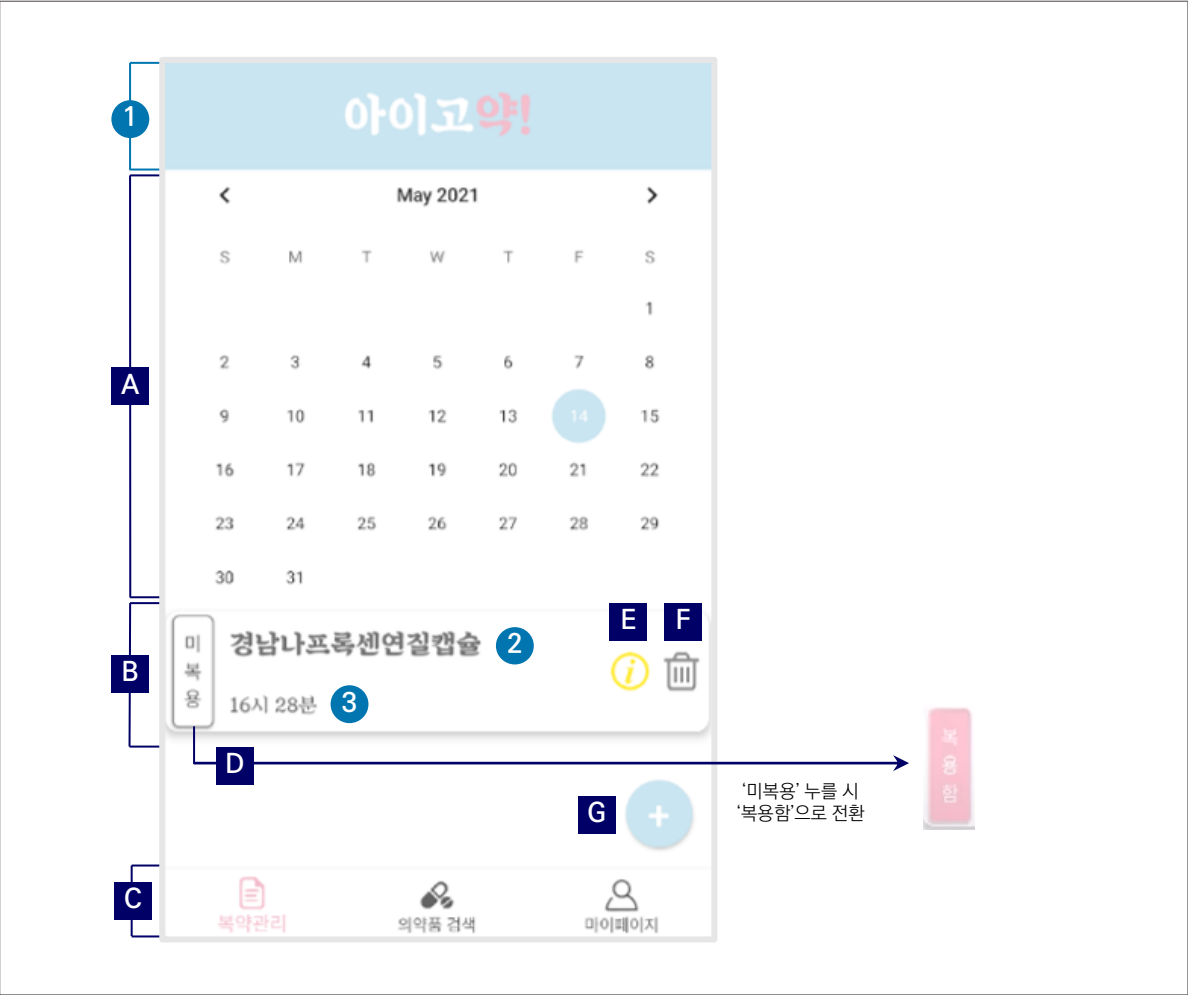 1
아이고약!
May 2021
S M T W T F S
1
2 3 4 5 6 7 8
A
9 10 11 12 13 14 15
16 17 18 19 20 21 22
23 24 25 26 27 28 29
30 31
E F
B
미복용
경남나프록센연질캡슐 2
i
16시 28분 3
D
복용함
'미복용' 누를 시
'복용함'으로 전환
G +
C
복약관리 의약품 검색 마이페이지